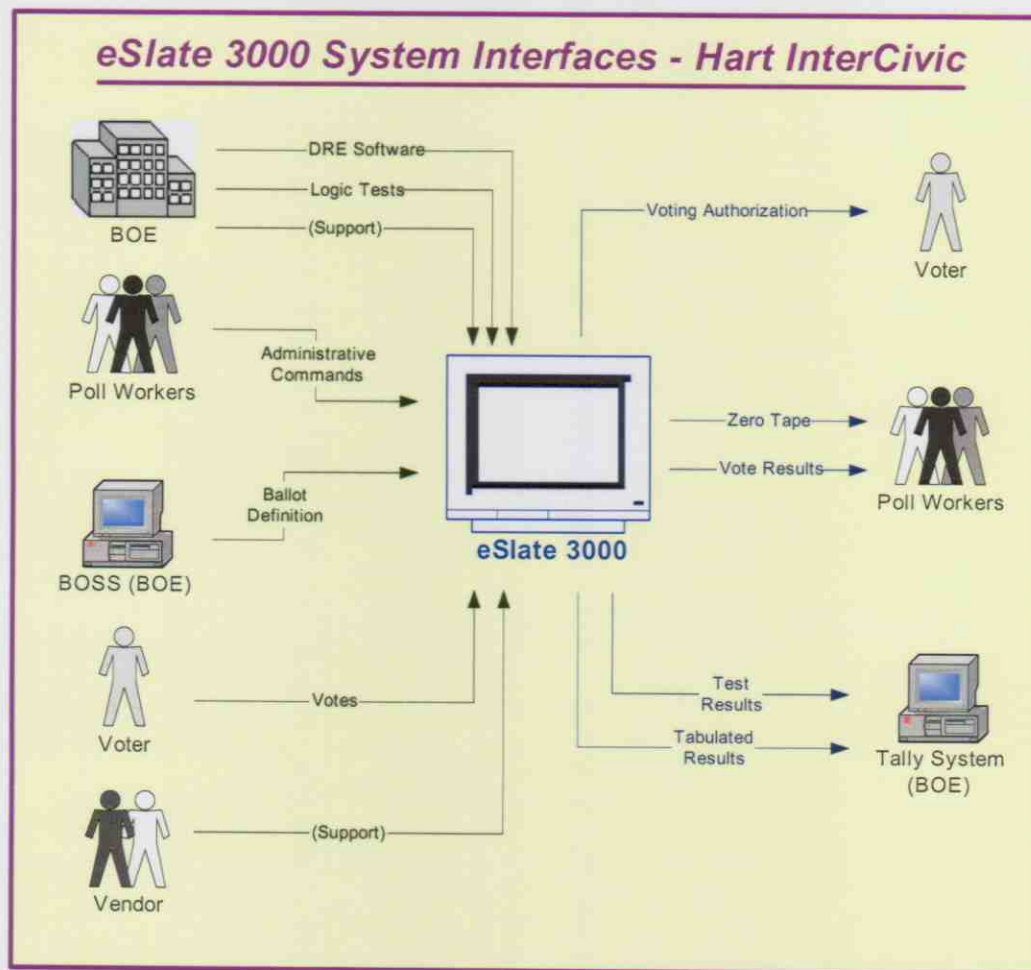 eSlate 3000 System Interfaces - Hart InterCivic
DRE Software
Logic Tests
(Support)
BOE
Voting Authorization
Voter
Poll Workers
Administrative
Commands
Zero Tape
Vote Results
Poll Workers
Ballot
Definition
BOSS (BOE)
eSlate 3000
Votes
Voter
Test
Results
Tabulated
Results
Tally System
(BOE)
(Support)
Vendor